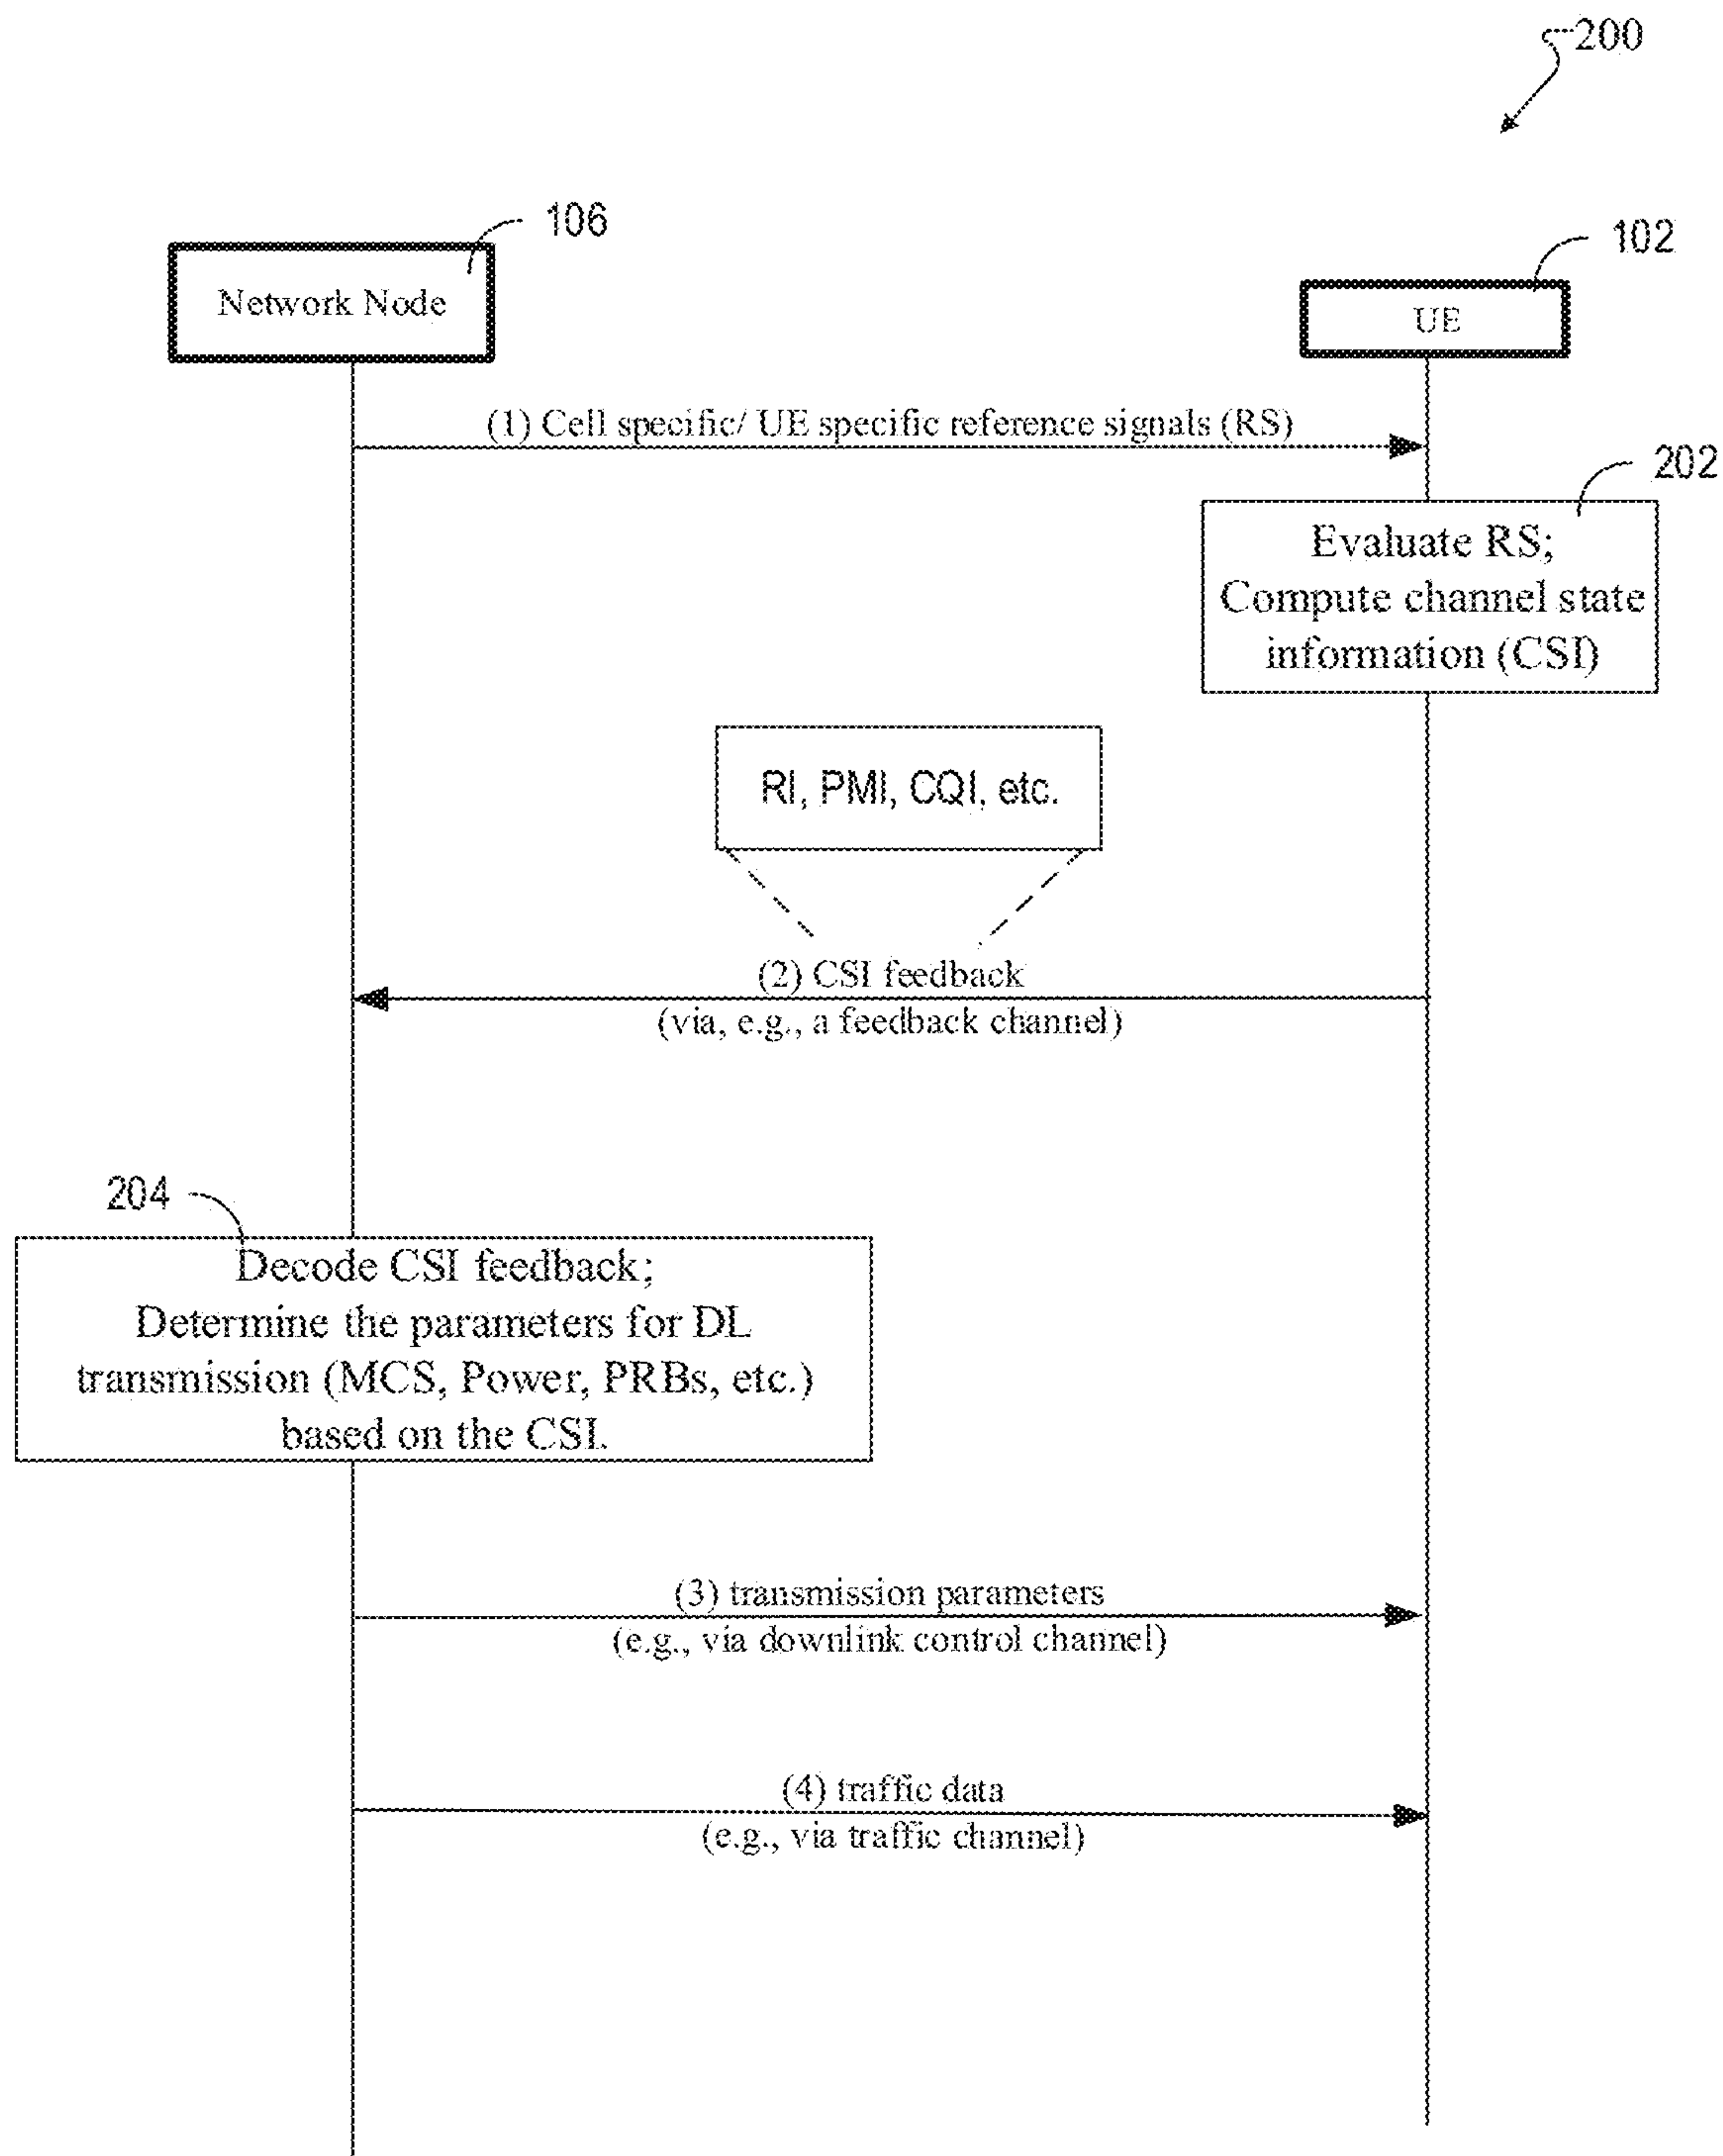 200
106
102
Network Node
UE
(1) Cell specific/ UE specific reference signals (RS)
202
Evaluate RS;
Compute channel state
information (CSI)
RI, PMI, CQI, etc.
(2) CSI feedback
(via, e.g., a feedback channel)
204
Decode CSI feedback;
Determine the parameters for DL
transmission (MCS, Power, PRBs, etc.)
based on the CSI.
(3) transmission parameters
(e.g., via downlink control channel)
(4) traffic data
(e.g., via traffic channel)